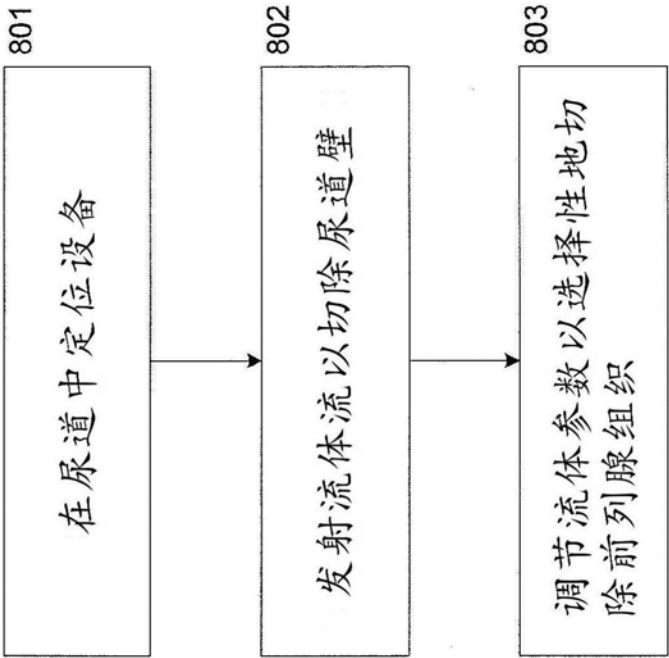 801
在尿道中定位设备
802
发射流体流以切除尿道壁
803
调节流体参数以选择性地切
除前列腺组织